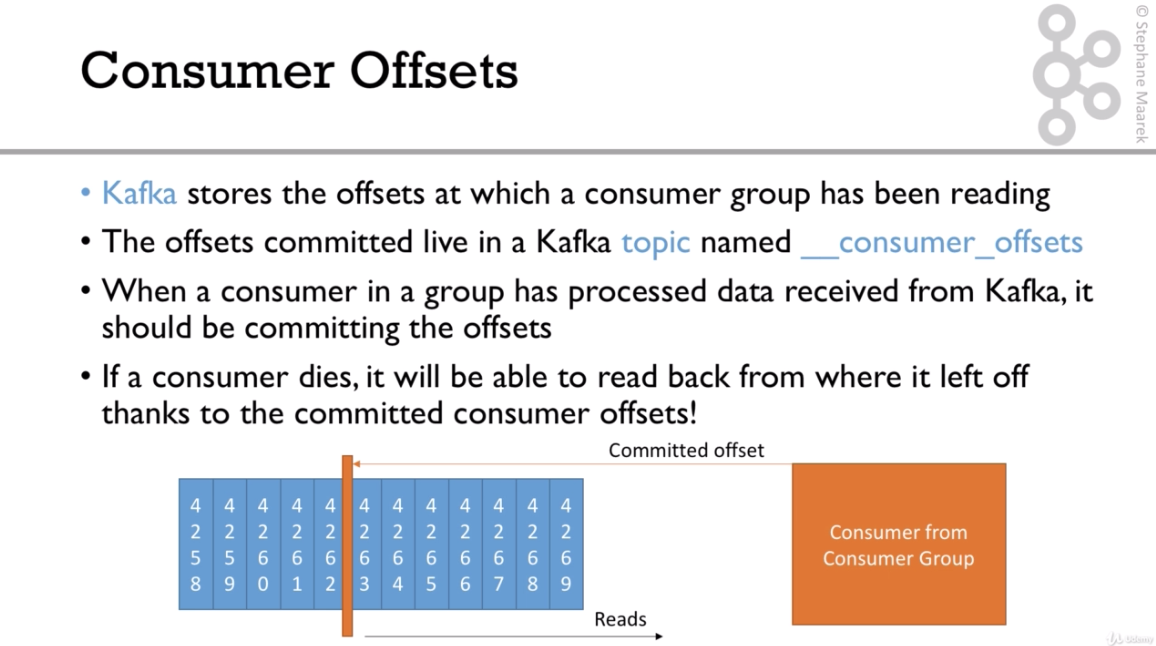 Consumer Offsets
© Stephane Maarek
• Kafka stores the offsets at which a consumer group has been reading
• The offsets committed live in a Kafka topic named __consumer_offsets
• When a consumer in a group has processed data received from Kafka, it
should be committing the offsets
• If a consumer dies, it will be able to read back from where it left off
thanks to the committed consumer offsets!
Committed offset
4258 4259 4260 4261 4262 4263 4264 4265 4266 4267 4268 4269
Consumer from
Consumer Group
Reads
Udemy